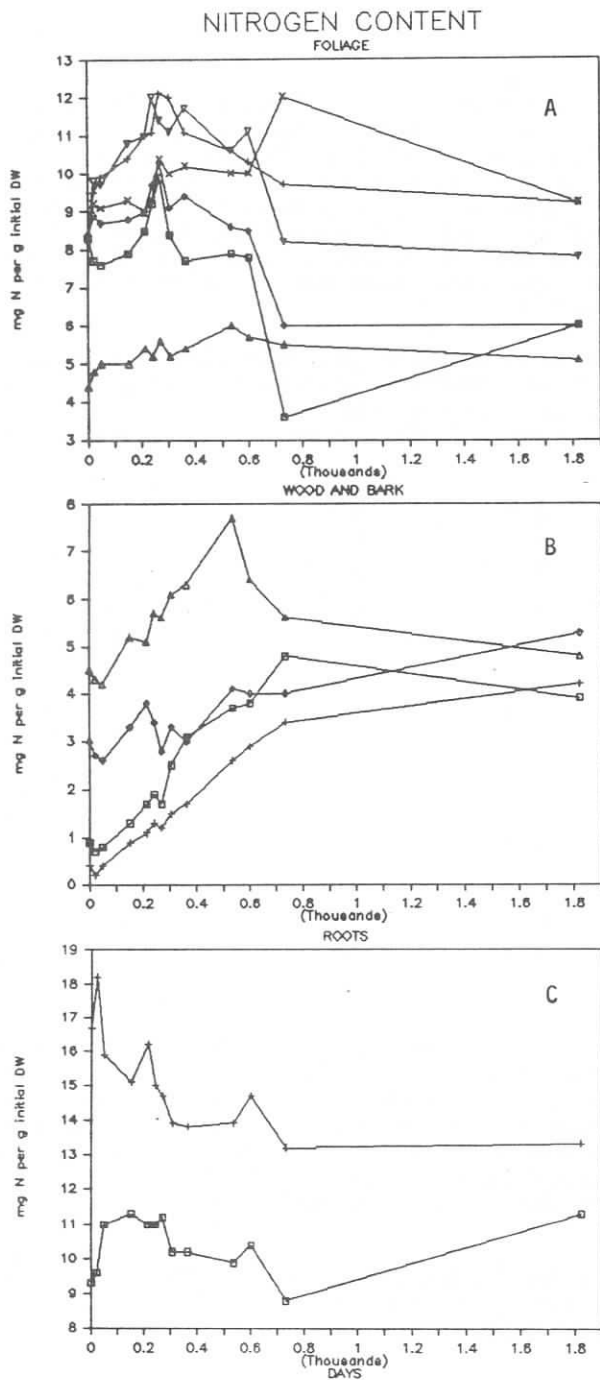 NITROGEN CONTENT
FOLIAGE
A
mg N per g initial DW
13
12
11
10
9
8
7
6
5
4
3
0 0.2 0.4 0.6 0.8 1 1.2 1.4 1.6 1.8
(Thousands)
WOOD AND BARK
B
mg N per g initial DW
8
7
6
5
4
3
2
1
0
0 0.2 0.4 0.6 0.8 1 1.2 1.4 1.6 1.8
(Thousands)
ROOTS
C
mg N per g initial DW
19
18
17
16
15
14
13
12
11
10
9
8
0 0.2 0.4 0.6 0.8 1 1.2 1.4 1.6 1.8
(Thousands)
DAYS